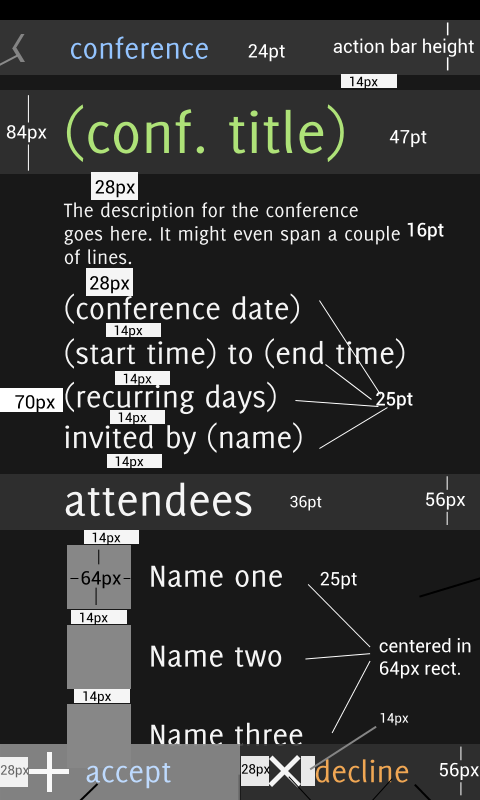 conference 24pt action bar height
14px
84px (conf. title) 47pt
28px
The description for the conference
goes here. It might even span a couple 16pt
of lines.
28px
(conference date)
14px
(start time) to (end time)
14px
70px (recurring days) 25pt
14px
invited by (name)
14px
attendees 36pt 56px
14px
64px Name one 25pt
14px
Name two centered in
64px rect.
14px
14px
Name three
28px accept 28px decline 56px